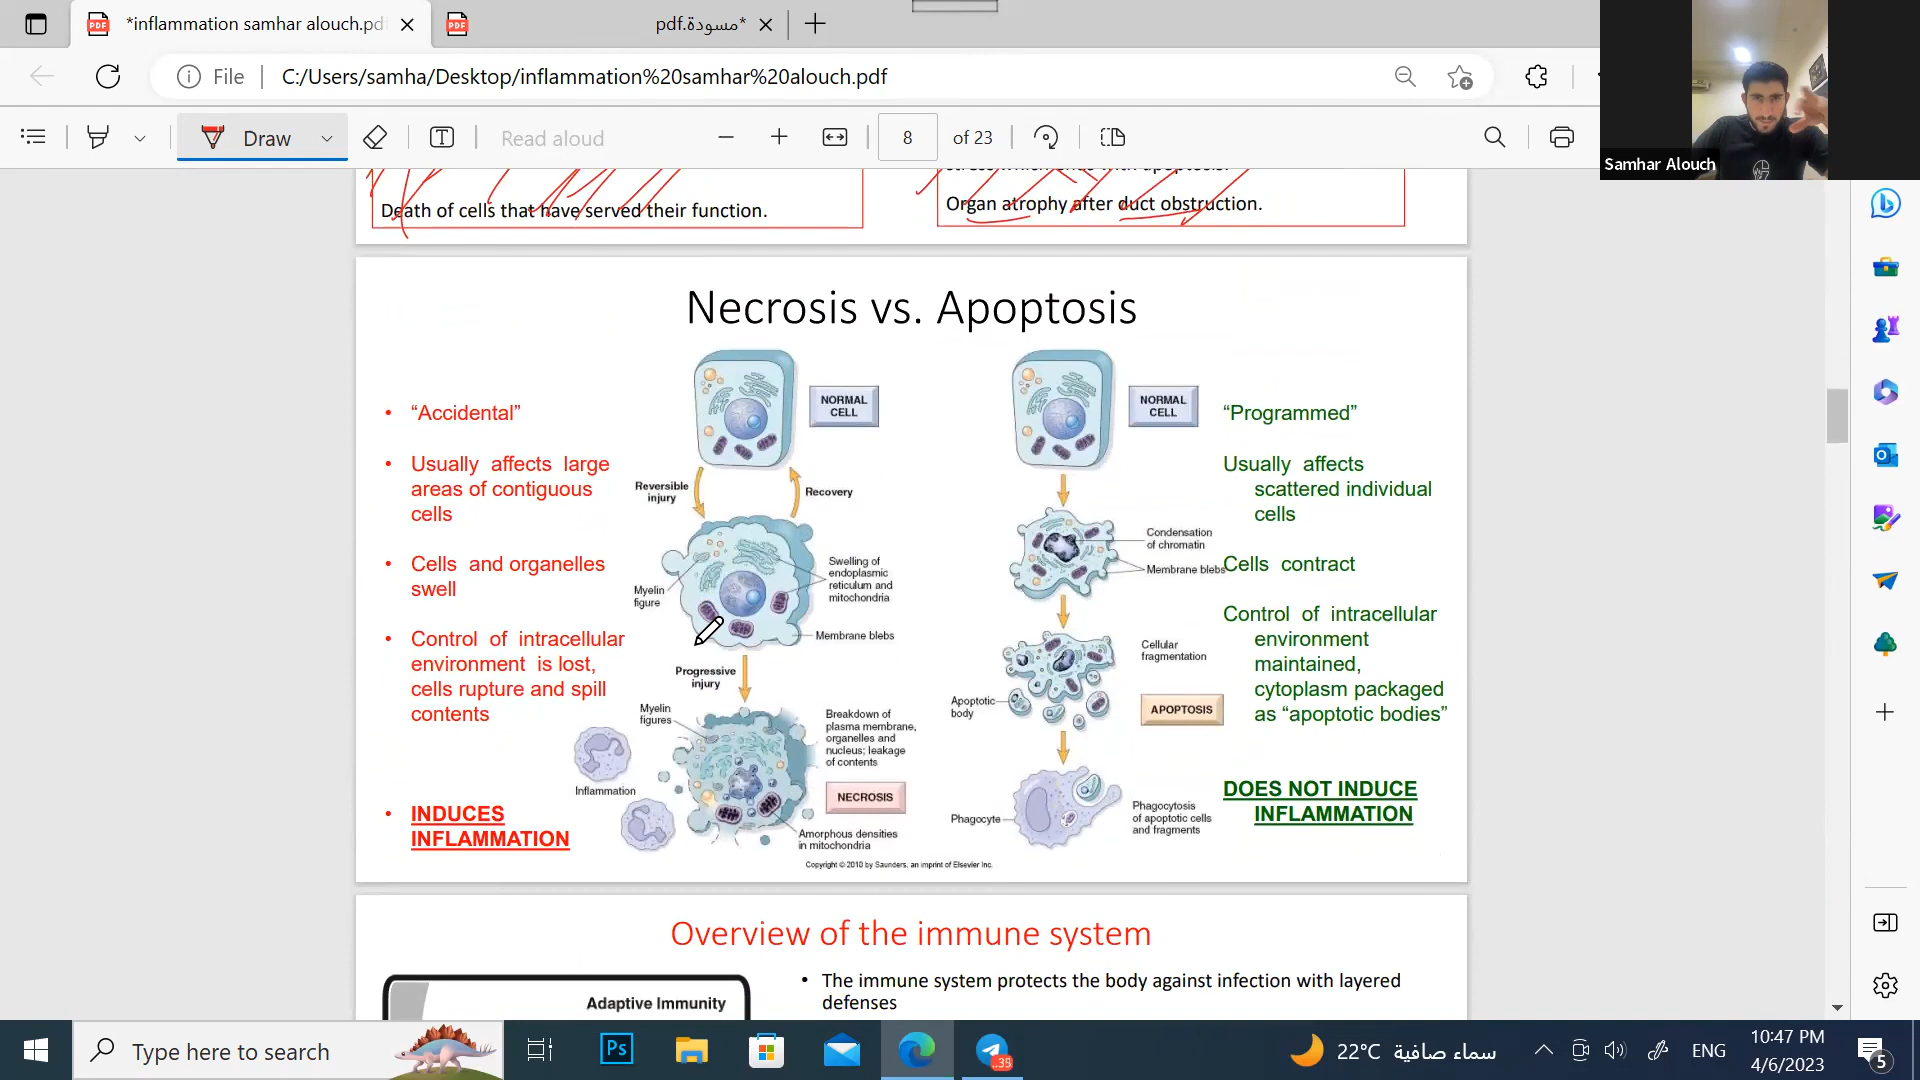 *inflammation samhar alouch.pdf
*مسودة.pdf
File
C:/Users/samha/Desktop/inflammation%20samhar%20alouch.pdf
Draw
Read aloud
8
of 23
Samhar Alouch
stress which ends with apoptosis.
Death of cells that have served their function.
Organ atrophy after duct obstruction.
Necrosis vs. Apoptosis
• “Accidental”
• Usually affects large
areas of contiguous
cells
• Cells and organelles
swell
• Control of intracellular
environment is lost,
cells rupture and spill
contents
• INDUCES
INFLAMMATION
NORMAL
CELL
Reversible
injury
Recovery
Myelin
figure
Swelling of
endoplasmic
reticulum and
mitochondria
Membrane blebs
Progressive
injury
Myelin
figures
Breakdown of
plasma membrane,
organelles and
nucleus; leakage
of contents
Inflammation
NECROSIS
Amorphous densities
in mitochondria
NORMAL
CELL
Condensation
of chromatin
Membrane blebs
Cellular
fragmentation
Apoptotic
body
APOPTOSIS
Phagocyte
Phagocytosis
of apoptotic cells
and fragments
Copyright © 2010 by Saunders, an imprint of Elsevier Inc.
“Programmed”
Usually affects
scattered individual
cells
Cells contract
Control of intracellular
environment
maintained,
cytoplasm packaged
as “apoptotic bodies”
DOES NOT INDUCE
INFLAMMATION
Overview of the immune system
Adaptive Immunity
• The immune system protects the body against infection with layered
defenses
Type here to search
Ps
..35
22°C سماء صافية
ENG
10:47 PM
4/6/2023
5